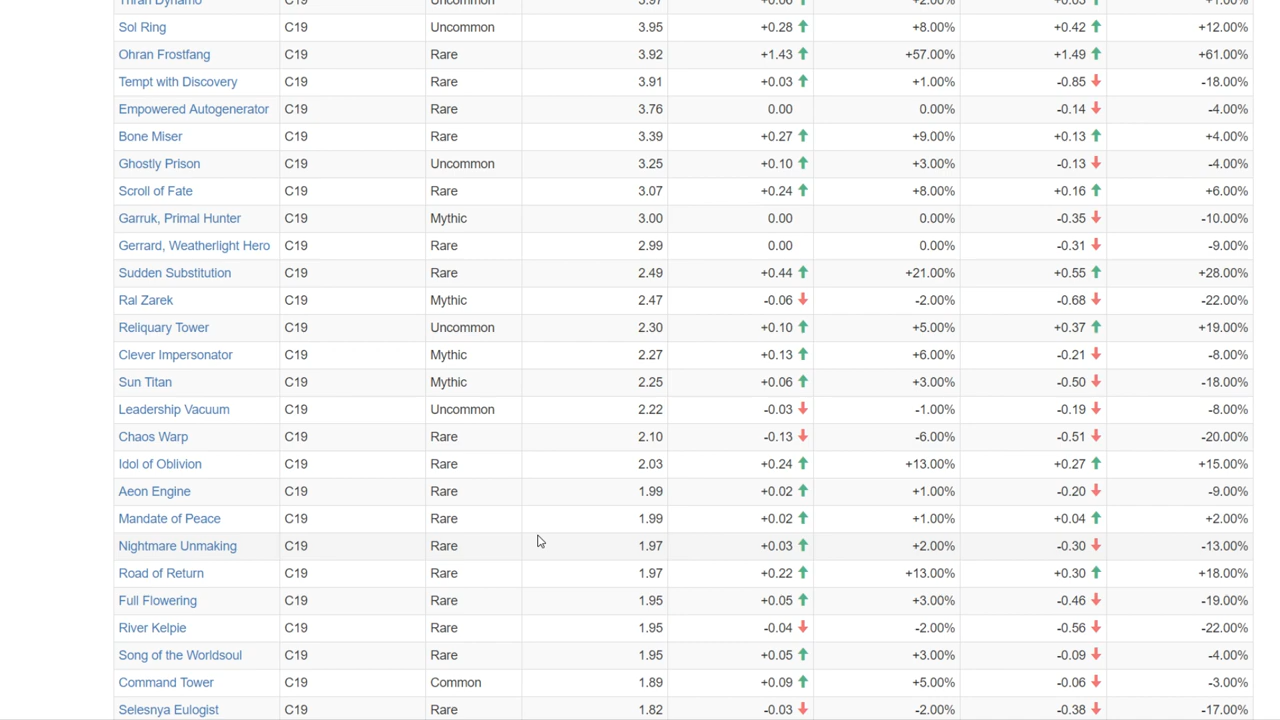 Thran Dynamo C19 Uncommon 3.97 +0.06 +2.00% +0.03 +1.00%
Sol Ring C19 Uncommon 3.95 +0.28 +8.00% +0.42 +12.00%
Ohran Frostfang C19 Rare 3.92 +1.43 +57.00% +1.49 +61.00%
Tempt with Discovery C19 Rare 3.91 +0.03 +1.00% -0.85 -18.00%
Empowered Autogenerator C19 Rare 3.76 0.00 0.00% -0.14 -4.00%
Bone Miser C19 Rare 3.39 +0.27 +9.00% +0.13 +4.00%
Ghostly Prison C19 Uncommon 3.25 +0.10 +3.00% -0.13 -4.00%
Scroll of Fate C19 Rare 3.07 +0.24 +8.00% +0.16 +6.00%
Garruk, Primal Hunter C19 Mythic 3.00 0.00 0.00% -0.35 -10.00%
Gerrard, Weatherlight Hero C19 Rare 2.99 0.00 0.00% -0.31 -9.00%
Sudden Substitution C19 Rare 2.49 +0.44 +21.00% +0.55 +28.00%
Ral Zarek C19 Mythic 2.47 -0.06 -2.00% -0.68 -22.00%
Reliquary Tower C19 Uncommon 2.30 +0.10 +5.00% +0.37 +19.00%
Clever Impersonator C19 Mythic 2.27 +0.13 +6.00% -0.21 -8.00%
Sun Titan C19 Mythic 2.25 +0.06 +3.00% -0.50 -18.00%
Leadership Vacuum C19 Uncommon 2.22 -0.03 -1.00% -0.19 -8.00%
Chaos Warp C19 Rare 2.10 -0.13 -6.00% -0.51 -20.00%
Idol of Oblivion C19 Rare 2.03 +0.24 +13.00% +0.27 +15.00%
Aeon Engine C19 Rare 1.99 +0.02 +1.00% -0.20 -9.00%
Mandate of Peace C19 Rare 1.99 +0.02 +1.00% +0.04 +2.00%
Nightmare Unmaking C19 Rare 1.97 +0.03 +2.00% -0.30 -13.00%
Road of Return C19 Rare 1.97 +0.22 +13.00% +0.30 +18.00%
Full Flowering C19 Rare 1.95 +0.05 +3.00% -0.46 -19.00%
River Kelpie C19 Rare 1.95 -0.04 -2.00% -0.56 -22.00%
Song of the Worldsoul C19 Rare 1.95 +0.05 +3.00% -0.09 -4.00%
Command Tower C19 Common 1.89 +0.09 +5.00% -0.06 -3.00%
Selesnya Eulogist C19 Rare 1.82 -0.03 -2.00% -0.38 -17.00%